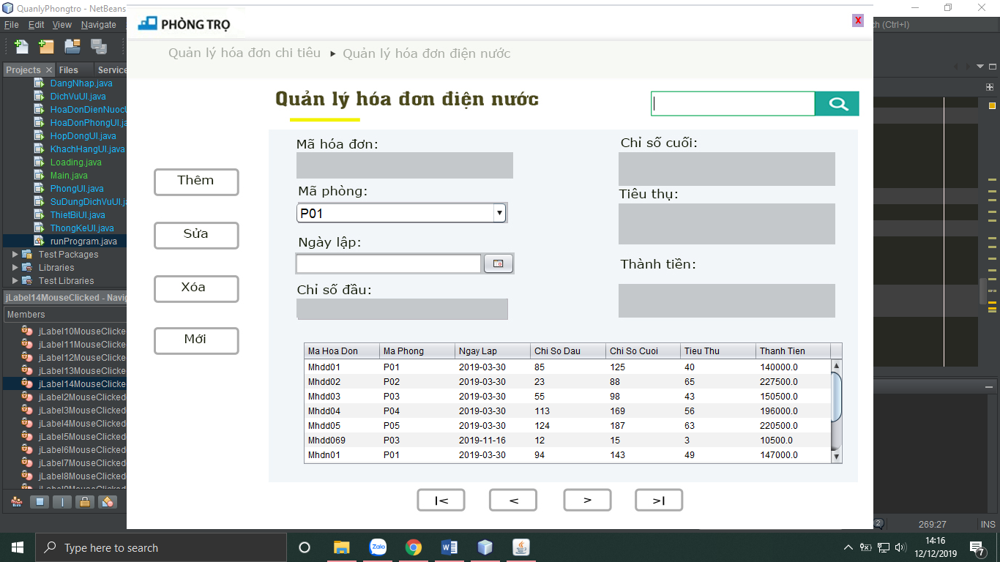 QuanlyPhongtro - NetBeans
File Edit View Navigate
ch (Ctrl+I)
Projects Files Service
DangNhap.java
DichVuUI.java
HoaDonDienNuocU
HoaDonPhongUI.ja
HopDongUI.java
KhachHangUI.java
Loading.java
Main.java
PhongUI.java
SuDungDichVuUI.j
ThietBiUI.java
ThongKeUI.java
runProgram.java
Test Packages
Libraries
Test Libraries
jLabel14MouseClicked - Navig
Members
jLabel10MouseClicke
jLabel11MouseClicke
jLabel12MouseClicke
jLabel13MouseClicke
jLabel14MouseClicke
jLabel2MouseClicked
jLabel3MouseClicked
jLabel4MouseClicked
jLabel5MouseClicked
jLabel6MouseClicked
jLabel7MouseClicked
jLabel8MouseClicked
jLabel9MouseClicked
PHÒNG TRỌ
X
Quản lý hóa đơn chi tiêu ▸ Quản lý hóa đơn điện nước
Quản lý hóa đơn điện nước
Thêm
Sửa
Xóa
Mới
Mã hóa đơn:
Mã phòng:
P01
Ngày lập:
Chỉ số đầu:
Chỉ số cuối:
Tiêu thụ:
Thành tiền:
Ma Hoa Don Ma Phong Ngay Lap Chi So Dau Chi So Cuoi Tieu Thu Thanh Tien
Mhdd01 P01 2019-03-30 85 125 40 140000.0
Mhdd02 P02 2019-03-30 23 88 65 227500.0
Mhdd03 P03 2019-03-30 55 98 43 150500.0
Mhdd04 P04 2019-03-30 113 169 56 196000.0
Mhdd05 P05 2019-03-30 124 187 63 220500.0
Mhdd069 P03 2019-11-16 12 15 3 10500.0
Mhdn01 P01 2019-03-30 94 143 49 147000.0
|< < > >|
2 269:27 INS
Type here to search
Zalo
14:16
12/12/2019
7